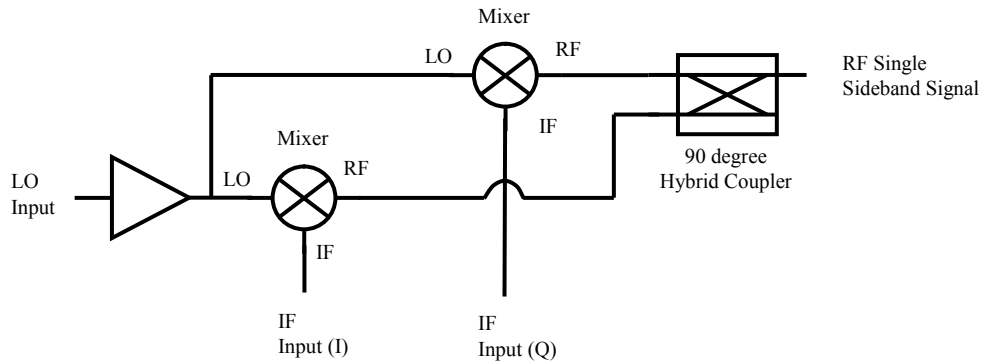 Mixer
LO
RF
RF Single
Sideband Signal
IF
Mixer
90 degree
Hybrid Coupler
LO
Input
LO
RF
IF
IF
Input (I)
IF
Input (Q)